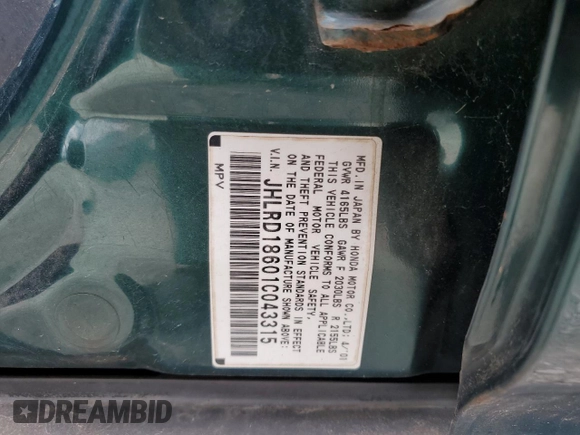 MFD. IN JAPAN BY HONDA MOTOR CO., LTD; 4/01
GVWR 4165LBS GAWR F 2030LBS R 2155LBS
THIS VEHICLE CONFORMS TO ALL APPLICABLE
FEDERAL MOTOR VEHICLE SAFETY,
AND THEFT PREVENTION STANDARDS IN EFFECT
ON THE DATE OF MANUFACTURE SHOWN ABOVE:
V.I.N. JHLRD18601C043315
MPV
DREAMBID